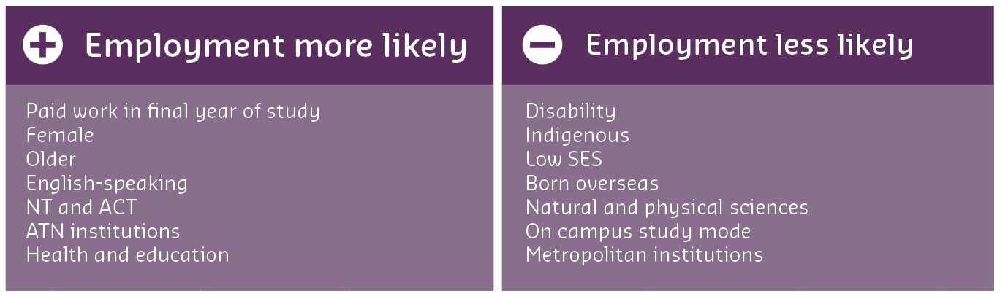 Employment more likely
Paid work in final year of study
Female
Older
English-speaking
NT and ACT
ATN institutions
Health and education
Employment less likely
Disability
Indigenous
Low SES
Born overseas
Natural and physical sciences
On campus study mode
Metropolitan institutions